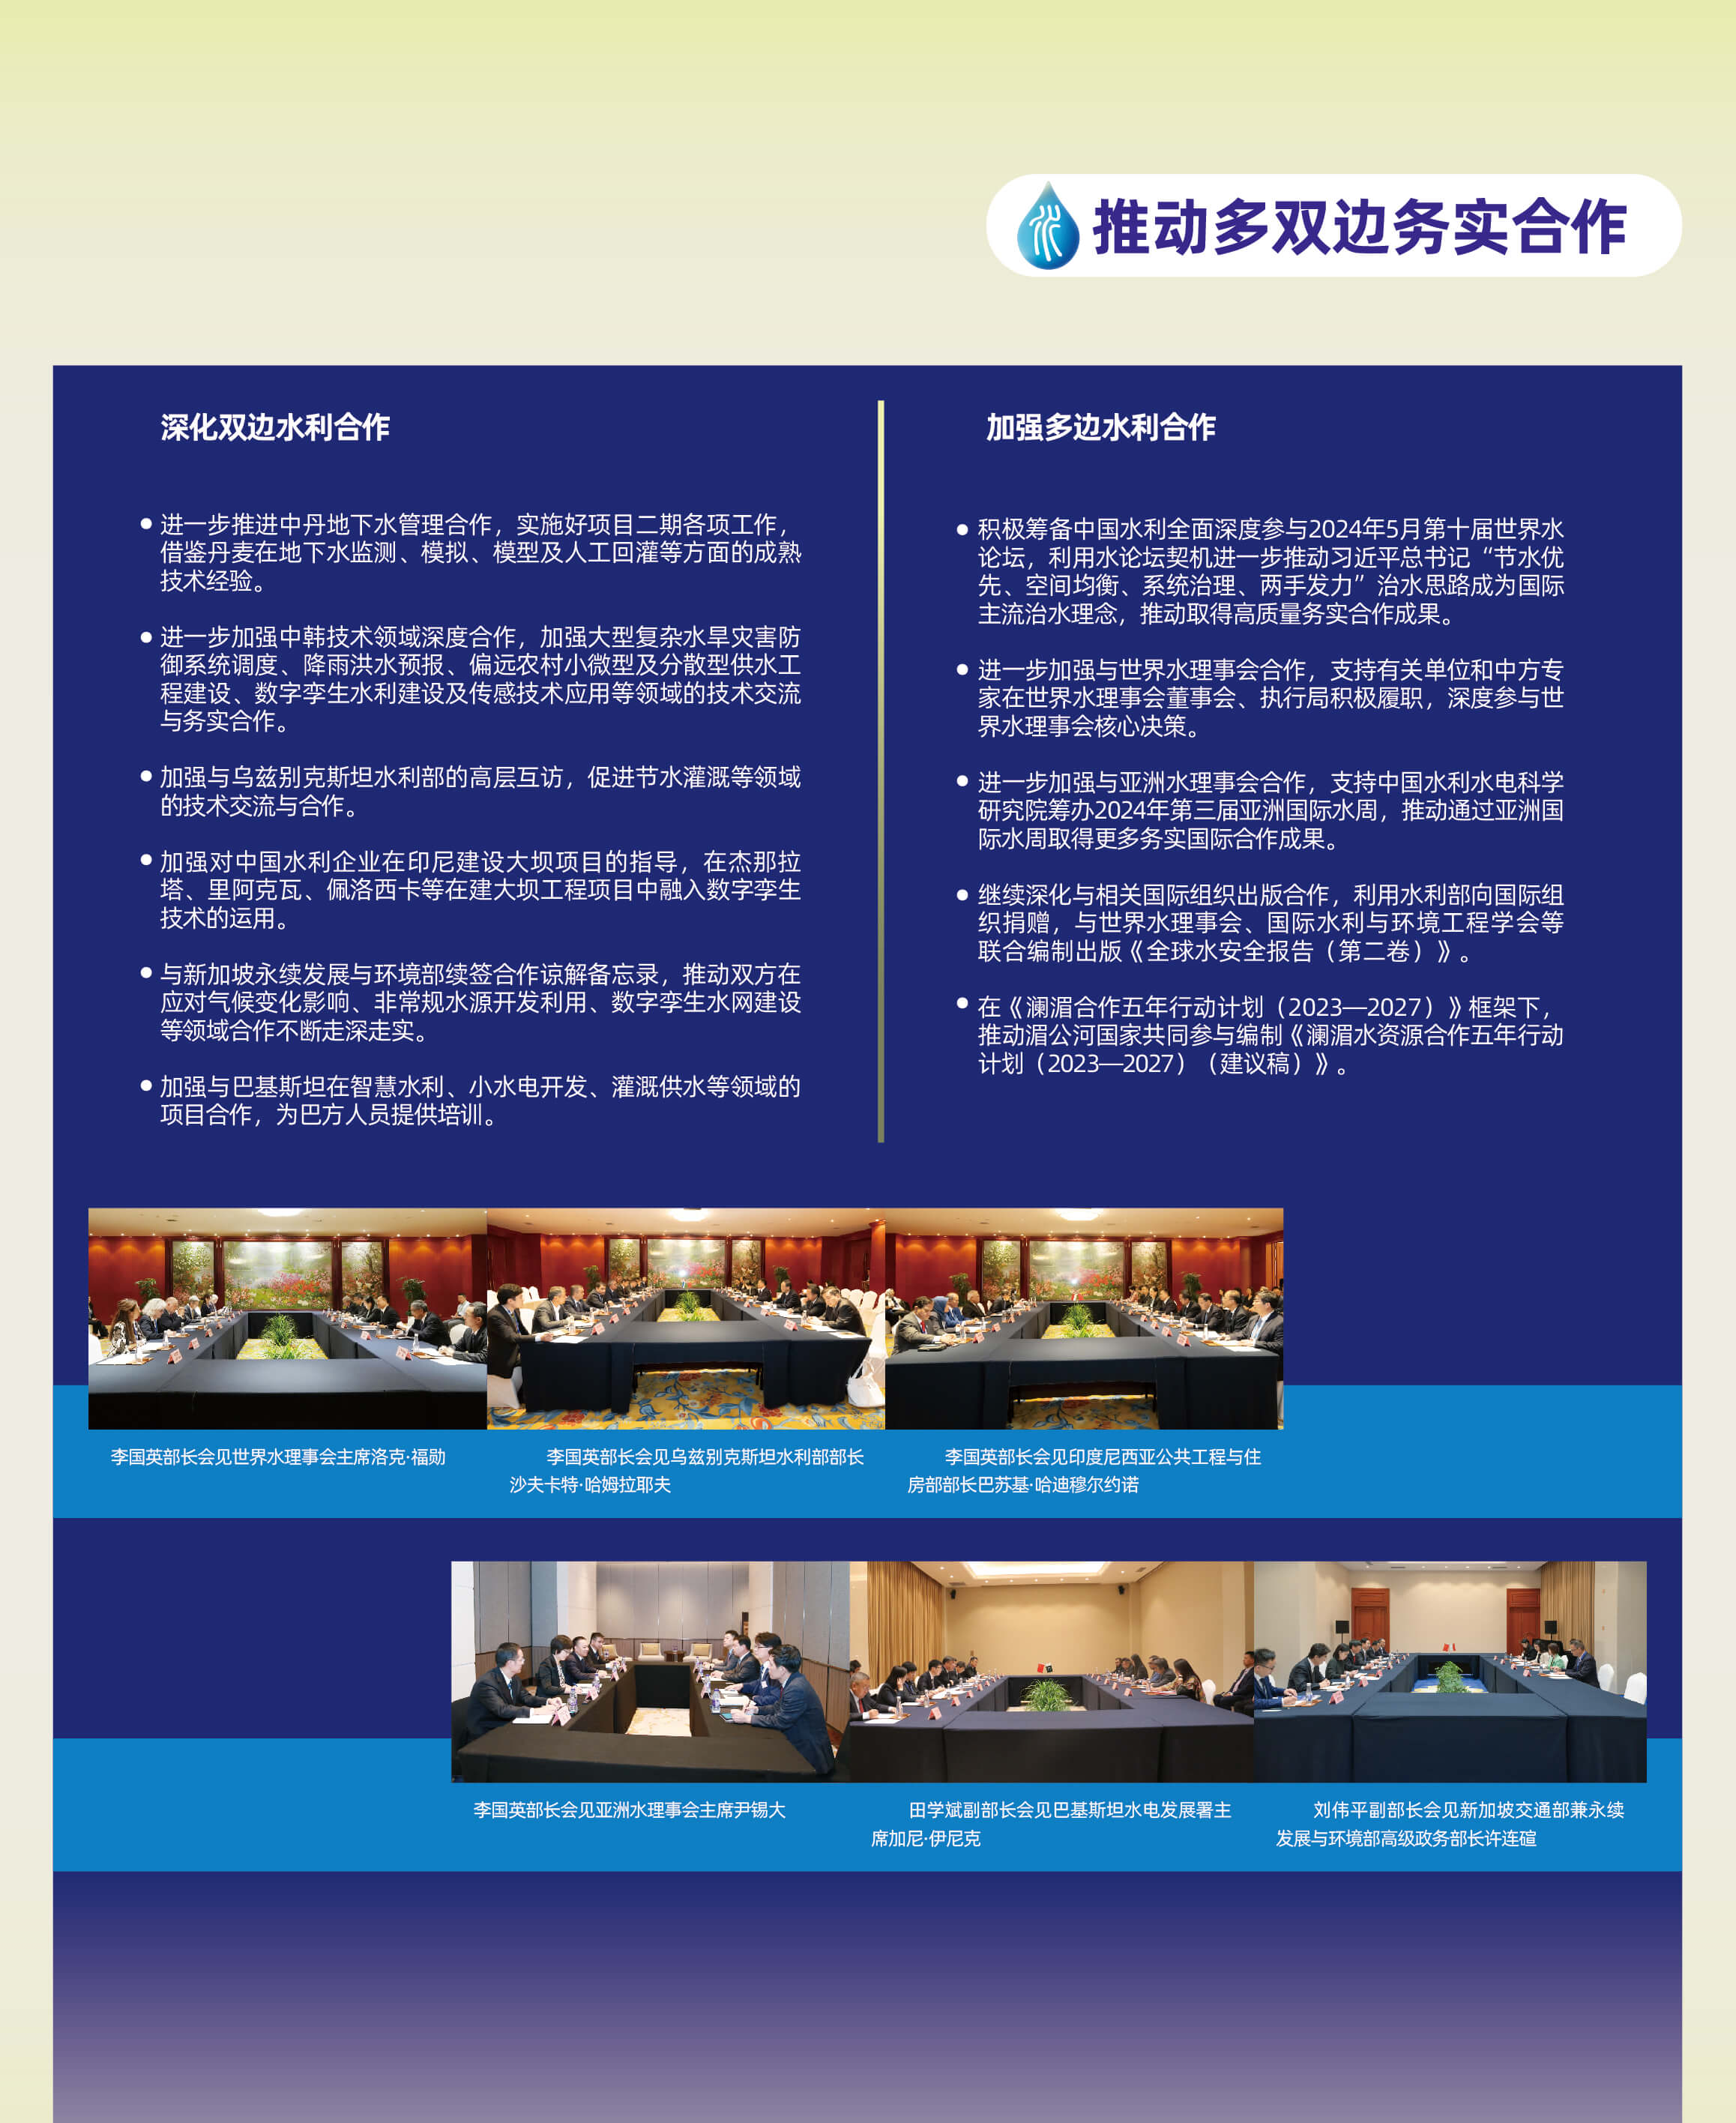 推动多双边务实合作
深化双边水利合作
进一步推进中丹地下水管理合作，实施好项目二期各项工作，
借鉴丹麦在地下水监测、模拟、模型及人工回灌等方面的成熟
技术经验。
进一步加强中韩技术领域深度合作，加强大型复杂水旱灾害防
御系统调度、降雨洪水预报、偏远农村小微型及分散型供水工
程建设、数字孪生水利建设及传感技术应用等领域的技术交流
与务实合作。
加强与乌兹别克斯坦水利部的高层互访，促进节水灌溉等领域
的技术交流与合作。
加强对中国水利企业在印尼建设大坝项目的指导，在杰那拉
塔、里阿克瓦、佩洛西卡等在建大坝工程项目中融入数字孪生
技术的运用。
与新加坡永续发展与环境部续签合作谅解备忘录，推动双方在
应对气候变化影响、非常规水源开发利用、数字孪生水网建设
等领域合作不断走深走实。
加强与巴基斯坦在智慧水利、小水电开发、灌溉供水等领域的
项目合作，为巴方人员提供培训。
加强多边水利合作
积极筹备中国水利全面深度参与2024年5月第十届世界水
论坛，利用水论坛契机进一步推动习近平总书记“节水优
先、空间均衡、系统治理、两手发力”治水思路成为国际
主流治水理念，推动取得高质量务实合作成果。
进一步加强与世界水理事会合作，支持有关单位和中方专
家在世界水理事会董事会、执行局积极履职，深度参与世
界水理事会核心决策。
进一步加强与亚洲水理事会合作，支持中国水利水电科学
研究院筹办2024年第三届亚洲国际水周，推动通过亚洲国
际水周取得更多务实国际合作成果。
继续深化与相关国际组织出版合作，利用水利部向国际组
织捐赠，与世界水理事会、国际水利与环境工程学会等
联合编制出版《全球水安全报告（第二卷）》。
在《澜湄合作五年行动计划（2023—2027）》框架下，
推动湄公河国家共同参与编制《澜湄水资源合作五年行动
计划（2023—2027）（建议稿）》。
李国英部长会见世界水理事会主席洛克·福勋
李国英部长会见乌兹别克斯坦水利部部长
沙夫卡特·哈姆拉耶夫
李国英部长会见印度尼西亚公共工程与住
房部部长巴苏基·哈迪穆尔约诺
李国英部长会见亚洲水理事会主席尹锡大
田学斌副部长会见巴基斯坦水电发展署主
席加尼·伊尼克
刘伟平副部长会见新加坡交通部兼永续
发展与环境部高级政务部长许连碹